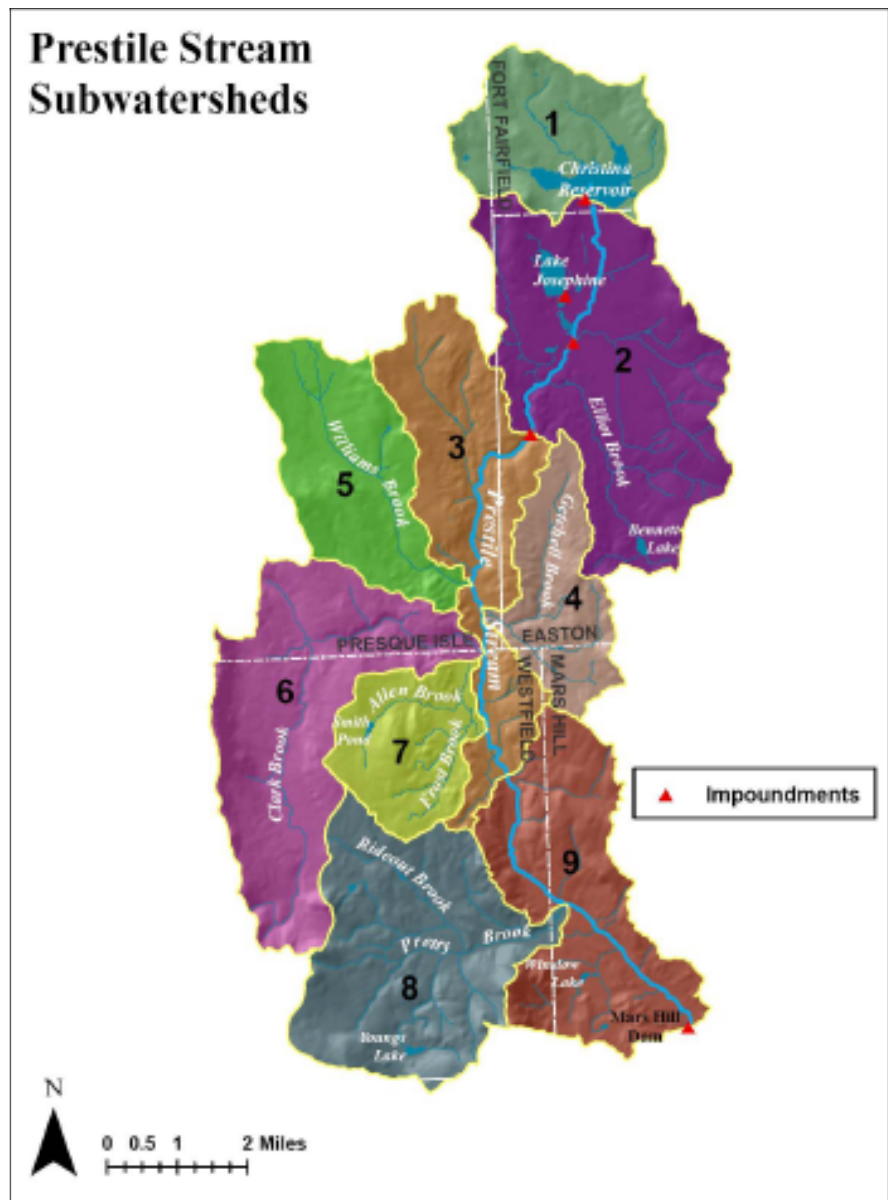 Prestile Stream
Subwatersheds
FORT FAIRFIELD
1
Christina
Reservoir
Lake
Josephine
2
Elliot Brook
Bennett
Lake
3
Williams
Brook
5
Prestile
Stream
Getchell Brook
4
PRESQUE ISLE
EASTON
WESTFIELD
MARS HILL
6
Clark Brook
Allen Brook
Smith
Pond
7
Frost Brook
Impoundments
9
Rideout Brook
Pretty
Brook
8
Winslow
Lake
Youngs
Lake
Mars Hill
Dam
N
0 0.5 1 2 Miles